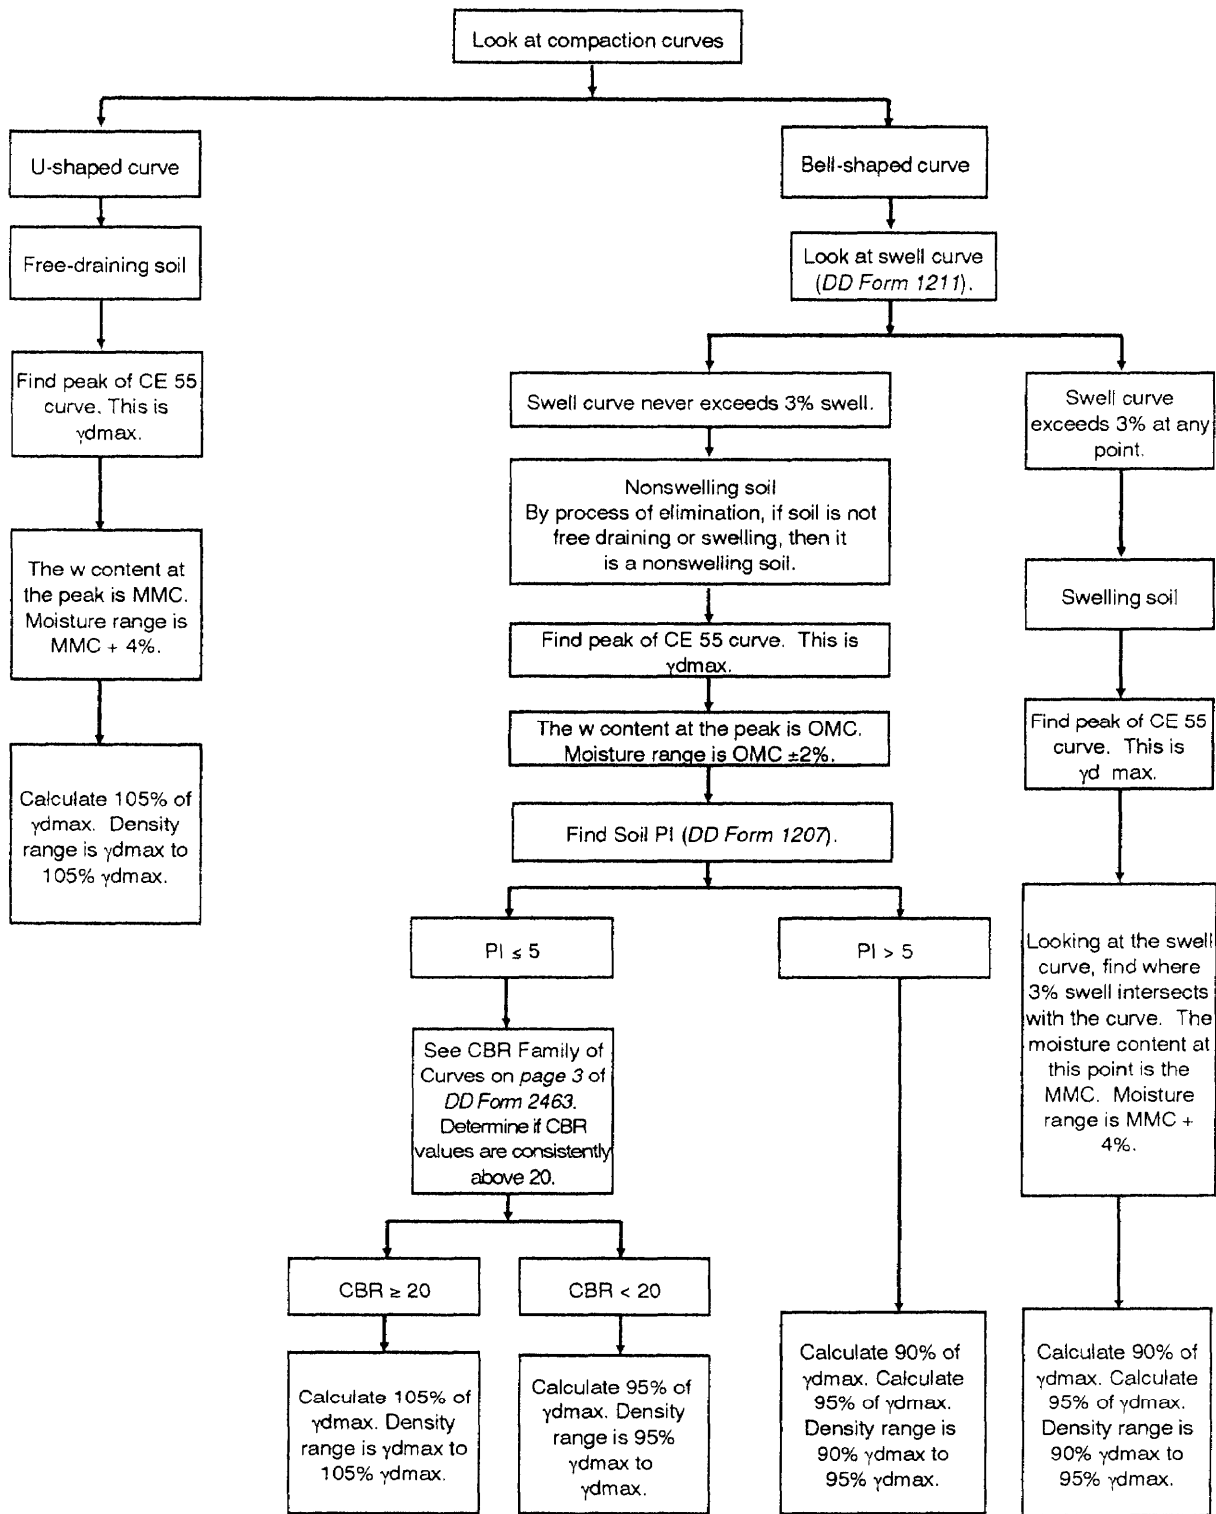 Look at compaction curves
U-shaped curve
Free-draining soil
Find peak of CE 55
curve. This is
γdmax.
The w content at
the peak is MMC.
Moisture range is
MMC + 4%.
Calculate 105% of
γdmax. Density
range is γdmax to
105% γdmax.
Bell-shaped curve
Look at swell curve
(DD Form 1211).
Swell curve never exceeds 3% swell.
Nonswelling soil
By process of elimination, if soil is not
free draining or swelling, then it
is a nonswelling soil.
Find peak of CE 55 curve. This is
γdmax.
The w content at the peak is OMC.
Moisture range is OMC ±2%.
Find Soil PI (DD Form 1207).
PI ≤ 5
See CBR Family of
Curves on page 3 of
DD Form 2463.
Determine if CBR
values are consistently
above 20.
CBR ≥ 20
Calculate 105% of
γdmax. Density
range is γdmax to
105% γdmax.
CBR < 20
Calculate 95% of
γdmax. Density
range is 95%
γdmax to
γdmax.
PI > 5
Calculate 90% of
γdmax. Calculate
95% of γdmax.
Density range is
90% γdmax to
95% γdmax.
Swell curve
exceeds 3% at any
point.
Swelling soil
Find peak of CE 55
curve. This is
γd max.
Looking at the swell
curve, find where
3% swell intersects
with the curve. The
moisture content at
this point is the
MMC. Moisture
range is MMC +
4%.
Calculate 90% of
γdmax. Calculate
95% of γdmax.
Density range is
90% γdmax to
95% γdmax.